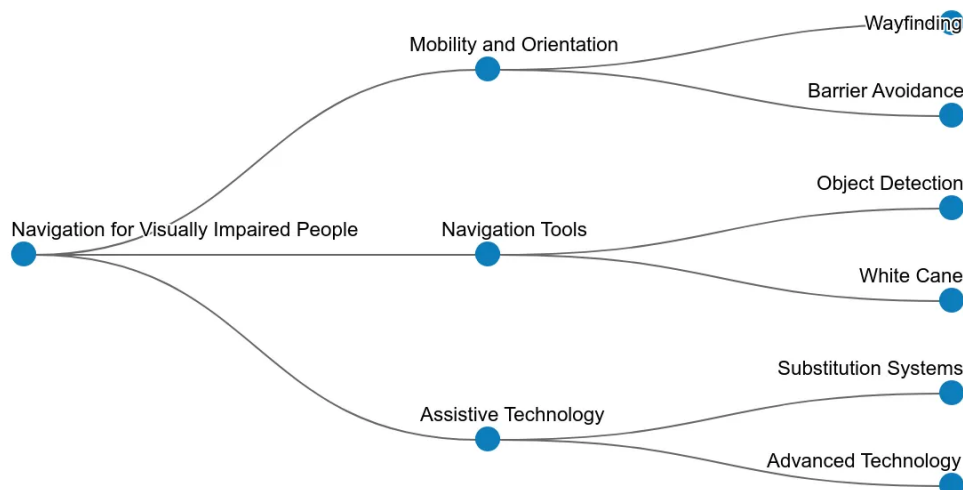 Wayfinding
Mobility and Orientation
Barrier Avoidance
Object Detection
Navigation for Visually Impaired People
Navigation Tools
White Cane
Substitution Systems
Assistive Technology
Advanced Technology